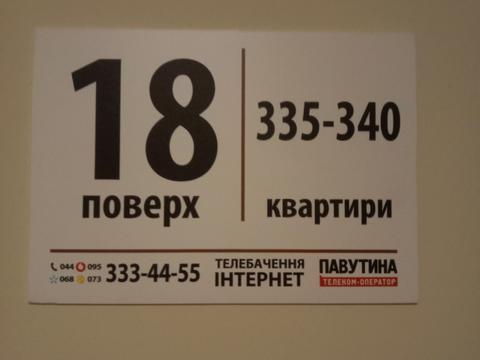 18
поверх
335-340
квартири
044 095
068 073
333-44-55
ТЕЛЕБАЧЕННЯ
ІНТЕРНЕТ
ПАВУТИНА
ТЕЛЕКОМ-ОПЕРАТОР